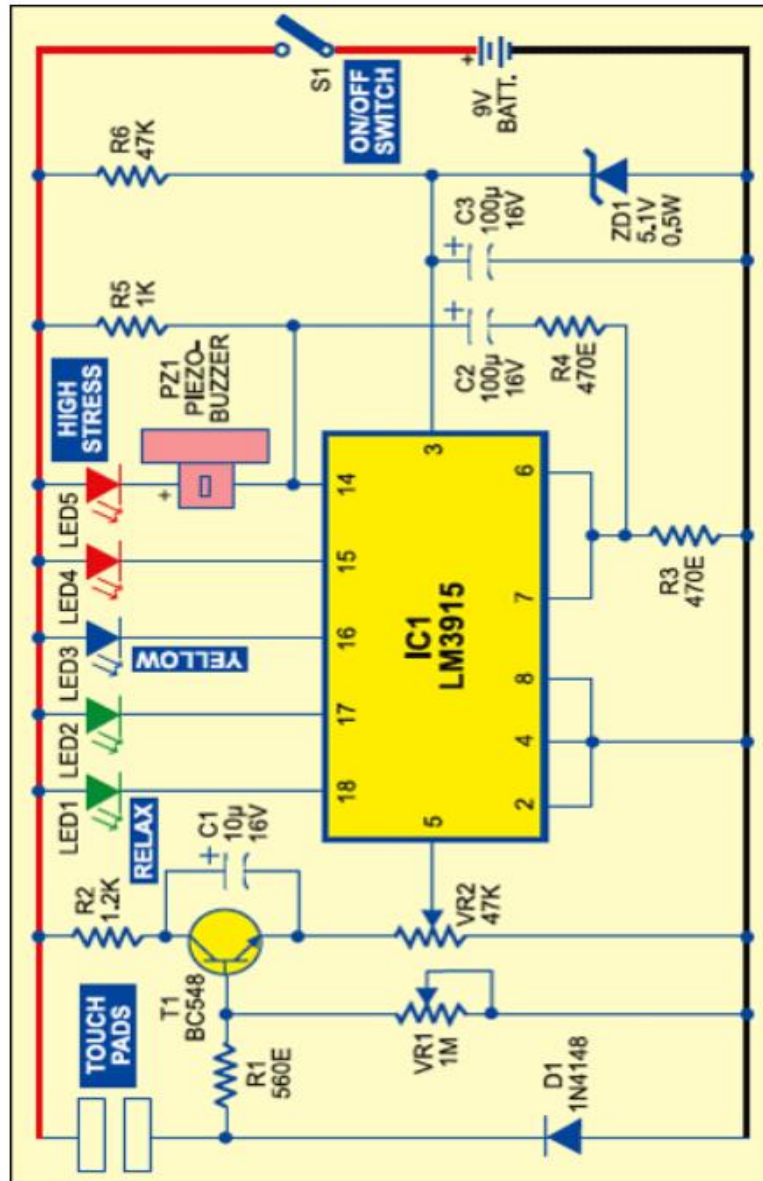 TOUCH
PADS
R1
560E
D1
1N4148
T1
BC548
VR1
1M
R2
1.2K
C1
10µ
16V
+
VR2
47K
RELAX
LED1
LED2
LED3
LED4
LED5
YELLOW
HIGH
STRESS
PZ1
PIEZO-
BUZZER
+
18
17
16
15
14
5
IC1
LM3915
3
2
4
8
7
6
R3
470E
R4
470E
C2
100µ
16V
+
C3
100µ
16V
+
R5
1K
R6
47K
S1
ON/OFF
SWITCH
+
9V
BATT.
ZD1
5.1V
0.5W